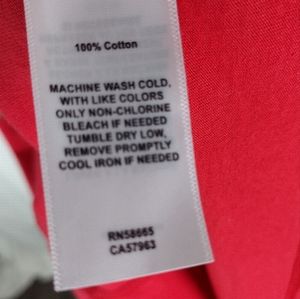 100% Cotton
MACHINE WASH COLD,
WITH LIKE COLORS
ONLY NON-CHLORINE
BLEACH IF NEEDED
TUMBLE DRY LOW,
REMOVE PROMPTLY
COOL IRON IF NEEDED
RN58665
CA57963